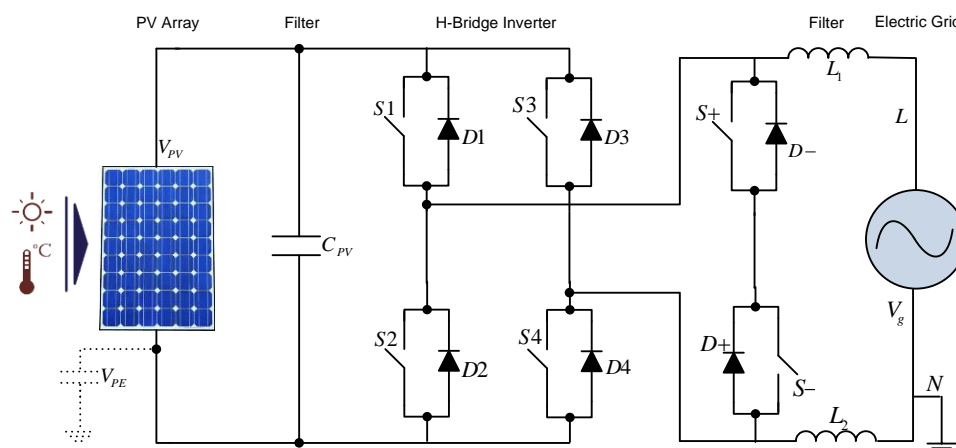 PV Array
Filter
H-Bridge Inverter
Filter
Electric Grid
L1
S1
S3
S+
L
D1
D3
D−
VPV
°C
CPV
Vg
S2
S4
D+
D2
D4
S−
VPE
N
L2